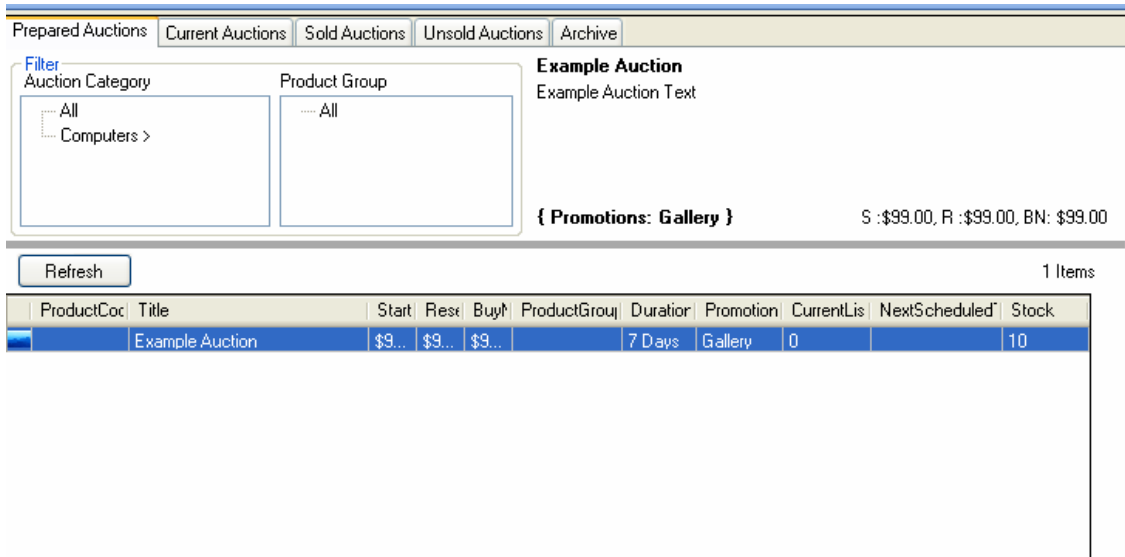 Prepared Auctions Current Auctions Sold Auctions Unsold Auctions Archive
Filter
Auction Category Product Group
All All
Computers >
Example Auction
Example Auction Text
{ Promotions: Gallery } S :$99.00, R :$99.00, BN: $99.00
Refresh 1 Items
ProductCoc Title Start Rese BuyN ProductGrou Duration Promotion CurrentLis NextScheduledT Stock
Example Auction $9... $9... $9... 7 Days Gallery 0 10